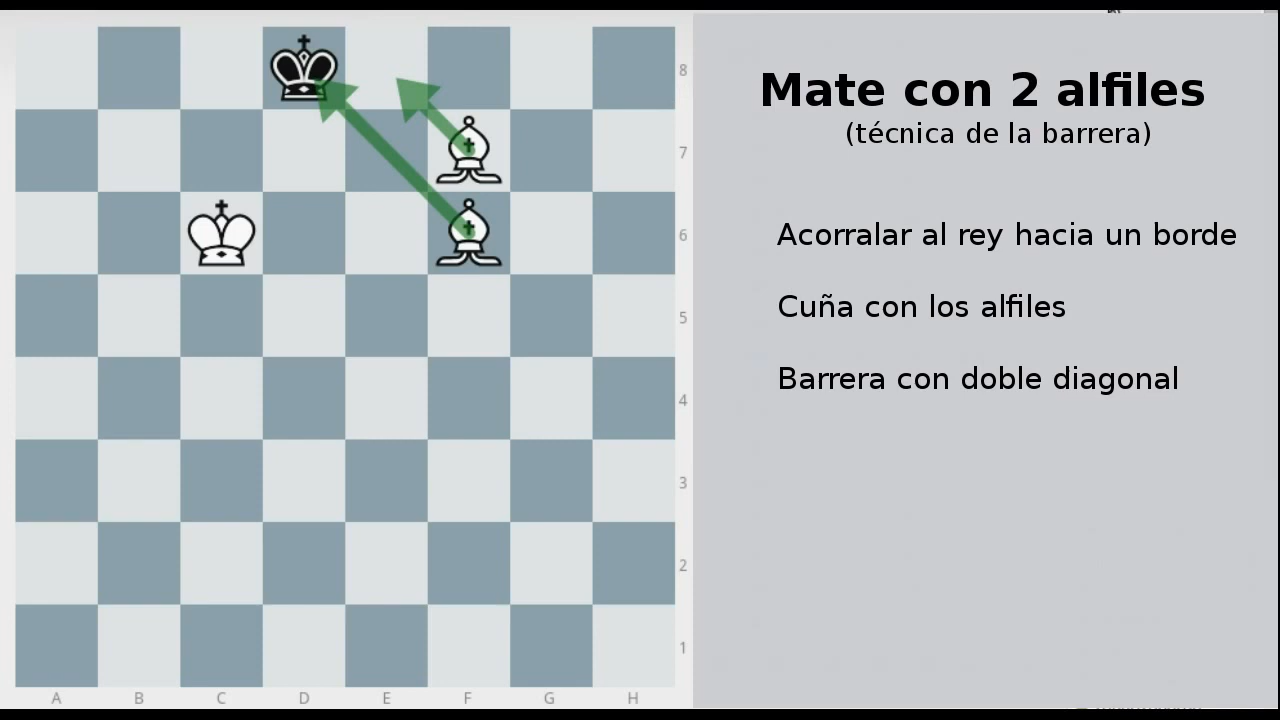 Mate con 2 alfiles
(técnica de la barrera)
Acorralar al rey hacia un borde
Cuña con los alfiles
Barrera con doble diagonal
8
7
6
5
4
3
2
1
A B C D E F G H